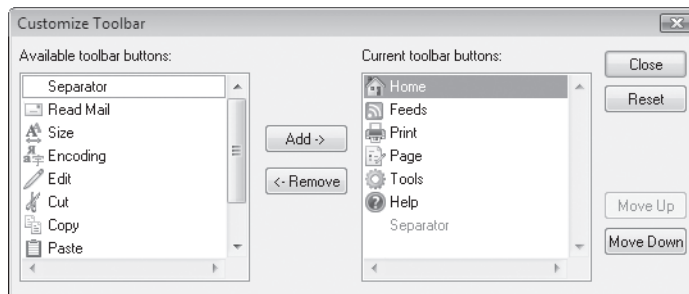 Customize Toolbar
Available toolbar buttons:
Separator
Read Mail
Size
Encoding
Edit
Cut
Copy
Paste
Add ->
<- Remove
Current toolbar buttons:
Home
Feeds
Print
Page
Tools
Help
Separator
Close
Reset
Move Up
Move Down